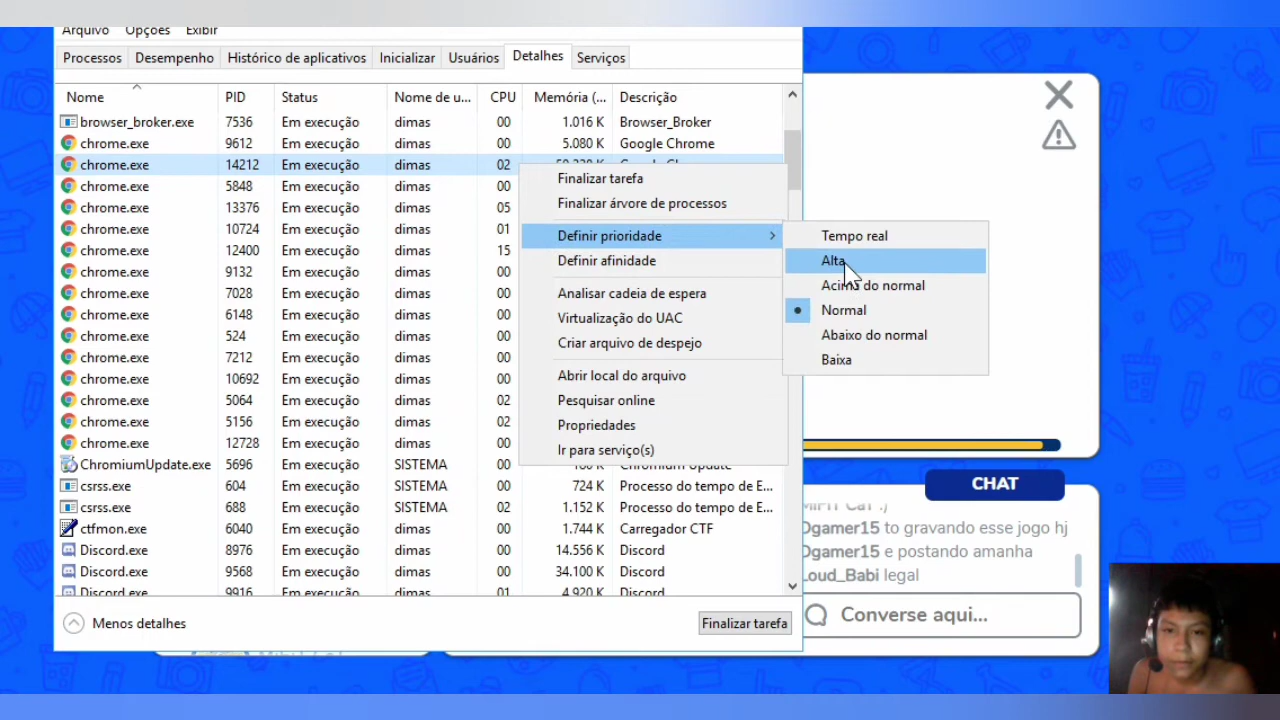 Arquivo Opções Exibir
Processos Desempenho Histórico de aplicativos Inicializar Usuários Detalhes Serviços
Nome PID Status Nome de u... CPU Memória (... Descrição
browser_broker.exe 7536 Em execução dimas 00 1.016 K Browser_Broker
chrome.exe 9612 Em execução dimas 00 5.080 K Google Chrome
chrome.exe 14212 Em execução dimas 02
chrome.exe 5848 Em execução dimas 00
chrome.exe 13376 Em execução dimas 05
chrome.exe 10724 Em execução dimas 01
chrome.exe 12400 Em execução dimas 15
chrome.exe 9132 Em execução dimas 00
chrome.exe 7028 Em execução dimas 00
chrome.exe 6148 Em execução dimas 00
chrome.exe 524 Em execução dimas 00
chrome.exe 7212 Em execução dimas 00
chrome.exe 10692 Em execução dimas 00
chrome.exe 5064 Em execução dimas 02
chrome.exe 5156 Em execução dimas 02
chrome.exe 12728 Em execução dimas 00
ChromiumUpdate.exe 5696 Em execução SISTEMA 00 Chromium Update
csrss.exe 604 Em execução SISTEMA 00 724 K Processo do tempo de E...
csrss.exe 688 Em execução SISTEMA 02 1.152 K Processo do tempo de E...
ctfmon.exe 6040 Em execução dimas 00 1.744 K Carregador CTF
Discord.exe 8976 Em execução dimas 00 14.556 K Discord
Discord.exe 9568 Em execução dimas 00 34.100 K Discord
Discord.exe 9916 Em execução dimas 01 4.920 K Discord
Menos detalhes
Finalizar tarefa
Finalizar tarefa
Finalizar árvore de processos
Definir prioridade
Definir afinidade
Analisar cadeia de espera
Virtualização do UAC
Criar arquivo de despejo
Abrir local do arquivo
Pesquisar online
Propriedades
Ir para serviço(s)
Tempo real
Alta
Acima do normal
Normal
Abaixo do normal
Baixa
CHAT
Dgamer15 to gravando esse jogo hj
Dgamer15 e postando amanha
Loud_Babi legal
Converse aqui...